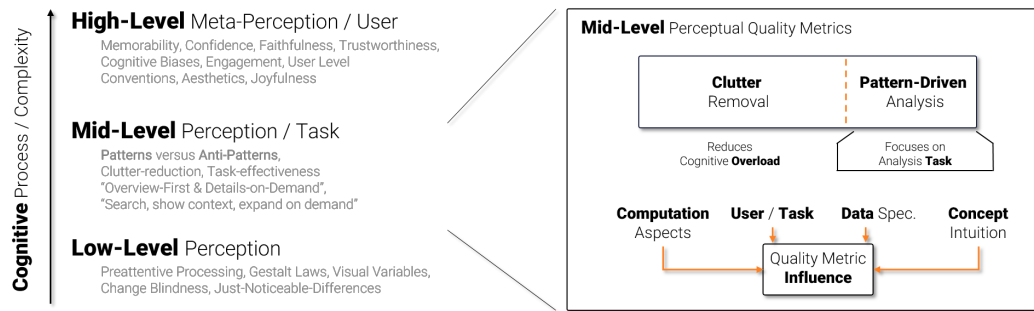 Cognitive Process / Complexity
High-Level Meta-Perception / User
Memorability, Confidence, Faithfulness, Trustworthiness,
Cognitive Biases, Engagement, User Level
Conventions, Aesthetics, Joyfulness
Mid-Level Perception / Task
Patterns versus Anti-Patterns,
Clutter-reduction, Task-effectiveness
"Overview-First & Details-on-Demand",
"Search, show context, expand on demand"
Low-Level Perception
Preattentive Processing, Gestalt Laws, Visual Variables,
Change Blindness, Just-Noticeable-Differences
Mid-Level Perceptual Quality Metrics
Clutter
Removal
Pattern-Driven
Analysis
Reduces
Cognitive Overload
Focuses on
Analysis Task
Computation
Aspects
User / Task
Data Spec.
Concept
Intuition
Quality Metric
Influence